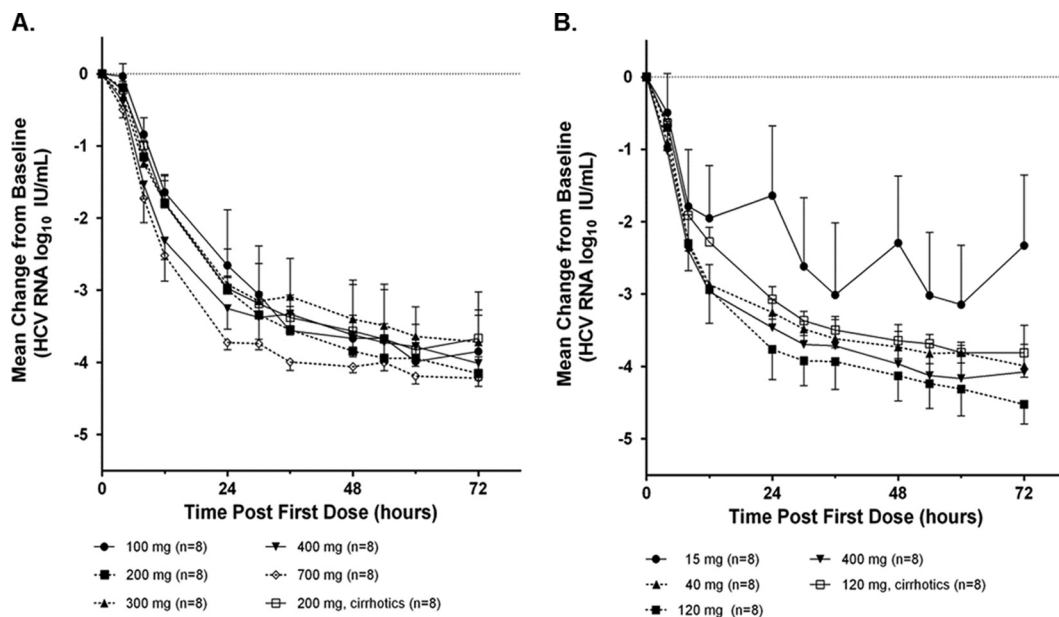 A.
Mean Change from Baseline
(HCV RNA log10 IU/mL)
0
-1
-2
-3
-4
-5
0
24
48
72
Time Post First Dose (hours)
100 mg (n=8)
200 mg (n=8)
300 mg (n=8)
400 mg (n=8)
700 mg (n=8)
200 mg, cirrhotics (n=8)
B.
Mean Change from Baseline
(HCV RNA log10 IU/mL)
0
-1
-2
-3
-4
-5
0
24
48
72
Time Post First Dose (hours)
15 mg (n=8)
40 mg (n=8)
120 mg (n=8)
400 mg (n=8)
120 mg, cirrhotics (n=8)